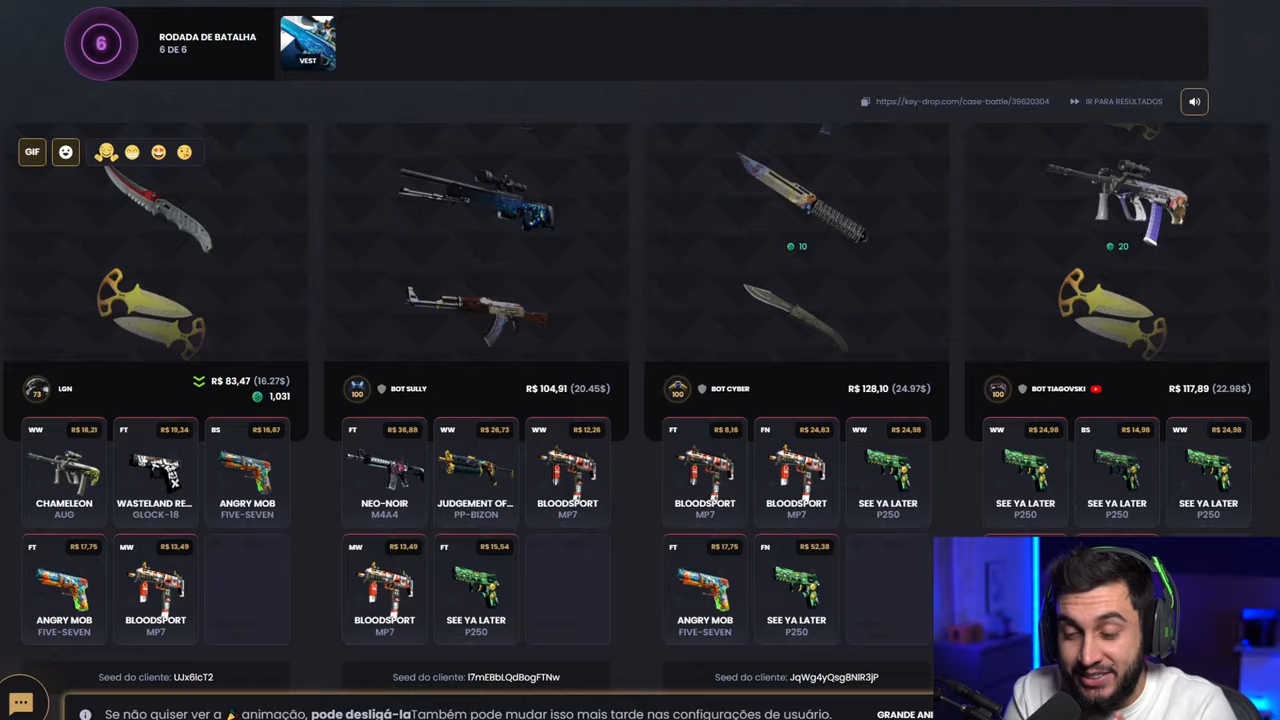 6
RODADA DE BATALHA
6 DE 6
VEST
https://key-drop.com/case-battle/39620304
IR PARA RESULTADOS
GIF
10
20
73
LGN
R$ 83,47 (16.27$)
1,031
100
BOT SULLY
R$ 104,91 (20.45$)
100
BOT CYBER
R$ 128,10 (24.97$)
100
BOT TIAGOVSKI
R$ 117,89 (22.98$)
WW
R$ 16,21
CHAMELEON
AUG
FT
R$ 19,34
WASTELAND RE...
GLOCK-18
BS
R$ 16,67
ANGRY MOB
FIVE-SEVEN
FT
R$ 36,88
NEO-NOIR
M4A4
WW
R$ 26,73
JUDGEMENT OF...
PP-BIZON
WW
R$ 12,26
BLOODSPORT
MP7
FT
R$ 8,16
BLOODSPORT
MP7
FN
R$ 24,83
BLOODSPORT
MP7
WW
R$ 24,98
SEE YA LATER
P250
WW
R$ 24,98
SEE YA LATER
P250
BS
R$ 14,98
SEE YA LATER
P250
WW
R$ 24,98
SEE YA LATER
P250
FT
R$ 17,75
ANGRY MOB
FIVE-SEVEN
MW
R$ 13,49
BLOODSPORT
MP7
MW
R$ 13,49
BLOODSPORT
MP7
FT
R$ 15,54
SEE YA LATER
P250
FT
R$ 17,75
ANGRY MOB
FIVE-SEVEN
FN
R$ 52,38
SEE YA LATER
P250
Seed do cliente: UJx6lcT2
Seed do cliente: I7mEBbLQdBogFTNw
Seed do cliente: JqWg4yQsg8NIR3jP
Se não quiser ver a animação, pode desligá-laTambém pode mudar isso mais tarde nas configurações de usuário.
GRANDE ANI